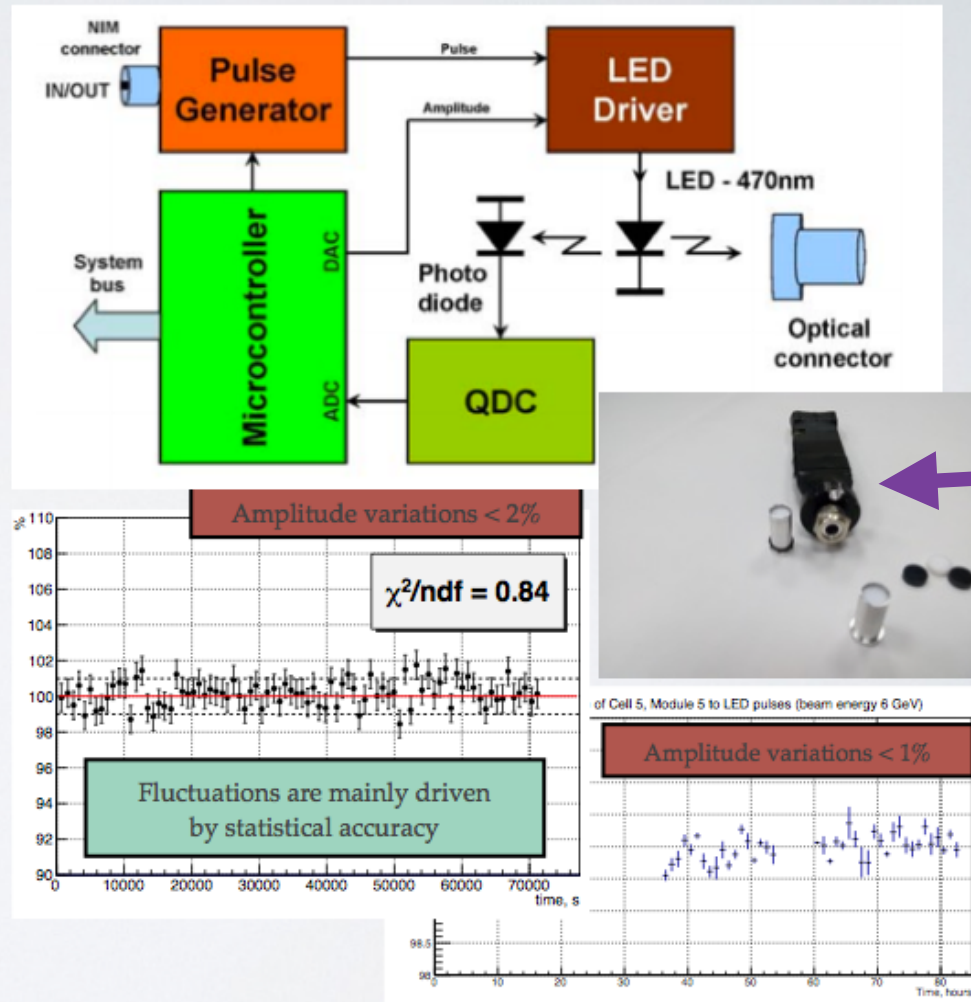 NIM
connector
IN/OUT
Pulse
Generator
Pulse
Amplitude
LED
Driver
LED - 470nm
System
bus
Microcontroller
DAC
ADC
Photo
diode
QDC
Optical
connector
Amplitude variations < 2%
%
110
108
106
104
102
100
98
96
94
92
90
χ²/ndf = 0.84
Fluctuations are mainly driven
by statistical accuracy
0 10000 20000 30000 40000 50000 60000 70000
time, s
of Cell 5, Module 5 to LED pulses (beam energy 6 GeV)
Amplitude variations < 1%
98.5
98
0 10 20 30 40 50 60 70 80
Time, hours